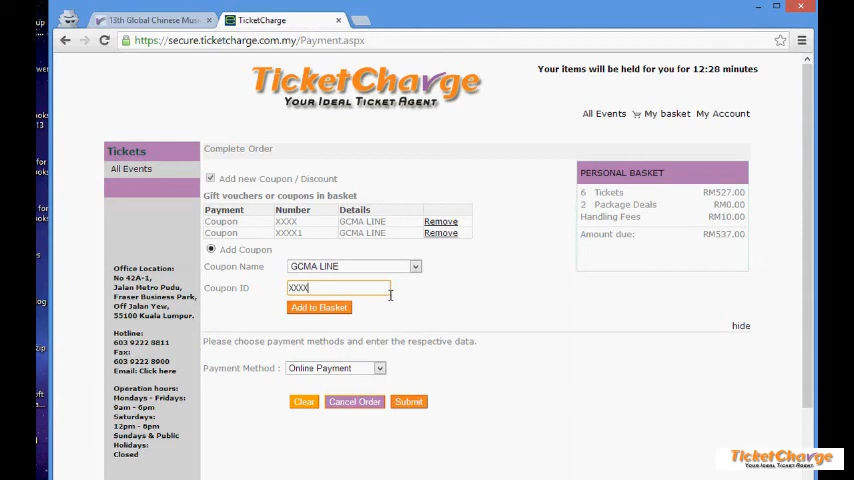 13th Global Chinese Mus
TicketCharge
https://secure.ticketcharge.com.my/Payment.aspx
TicketCharge
YOUR IDEAL TICKET AGENT
Your items will be held for you for 12:28 minutes
All Events My basket My Account
Tickets
All Events
Complete Order
Add new Coupon / Discount
Gift vouchers or coupons in basket
Payment Number Details
Coupon XXXX GCMA LINE Remove
Coupon XXXX1 GCMA LINE Remove
Add Coupon
Coupon Name GCMA LINE
Coupon ID XXXX
Add to Basket
PERSONAL BASKET
6 Tickets RM527.00
2 Package Deals RM0.00
Handling Fees RM10.00
Amount due: RM537.00
hide
Please choose payment methods and enter the respective data.
Payment Method : Online Payment
Clear Cancel Order Submit
Office Location:
No 42A-1,
Jalan Metro Pudu,
Fraser Business Park,
Off Jalan Yew,
55100 Kuala Lumpur.
Hotline:
603 9222 8811
Fax:
603 9222 8900
Email: Click here
Operation hours:
Mondays - Fridays:
9am - 6pm
Saturdays:
12pm - 6pm
Sundays & Public
Holidays:
Closed
TicketCharge
YOUR IDEAL TICKET AGENT